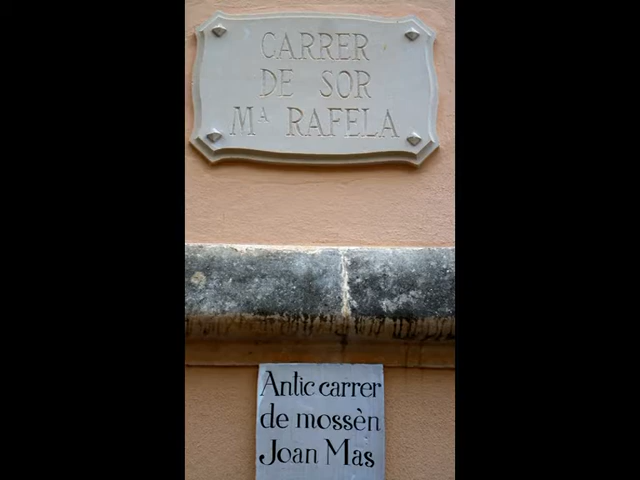 CARRER
DE SOR
Mª RAFELA
Antic carrer
de mossèn
Joan Mas